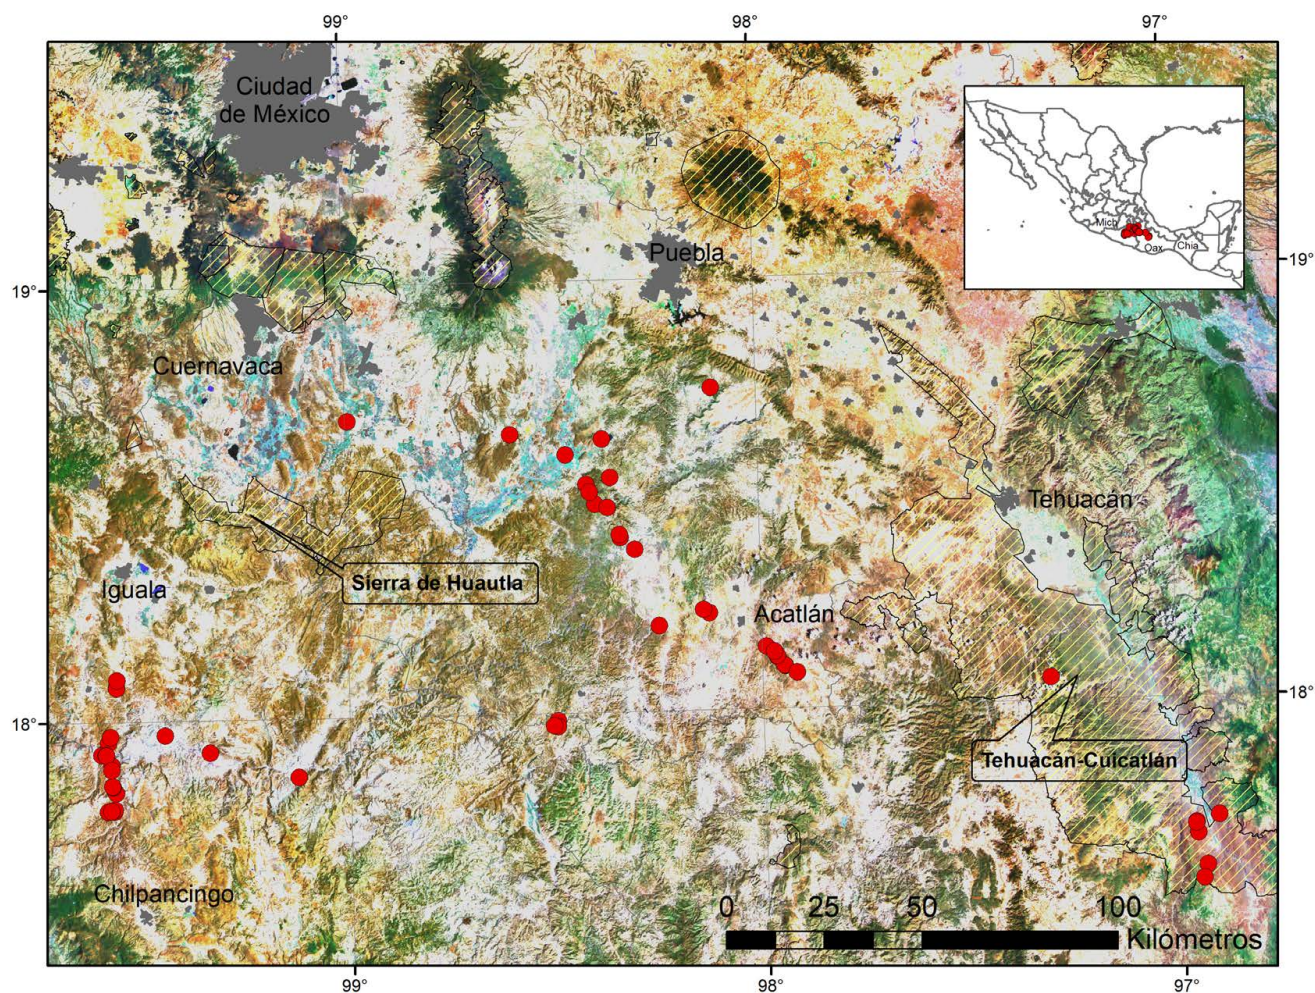 99°
98°
97°
Ciudad
de México
Mich
Oax
Chia
Puebla
19°
19°
Cuernavaca
Tehuacán
Sierra de Huautla
Iguala
Acatlán
18°
18°
Tehuacán-Cuicatlán
Chilpancingo
0 25 50 100
Kilómetros
99°
98°
97°